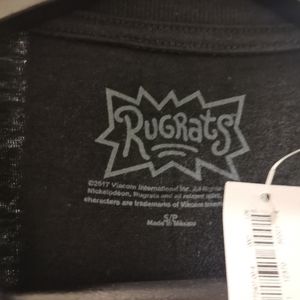 RUGRATS
©2017 Viacom International Inc. All Rights
Nickelodeon, Rugrats and all related titles,
characters are trademarks of Viacom
S/P
Made in Mexico